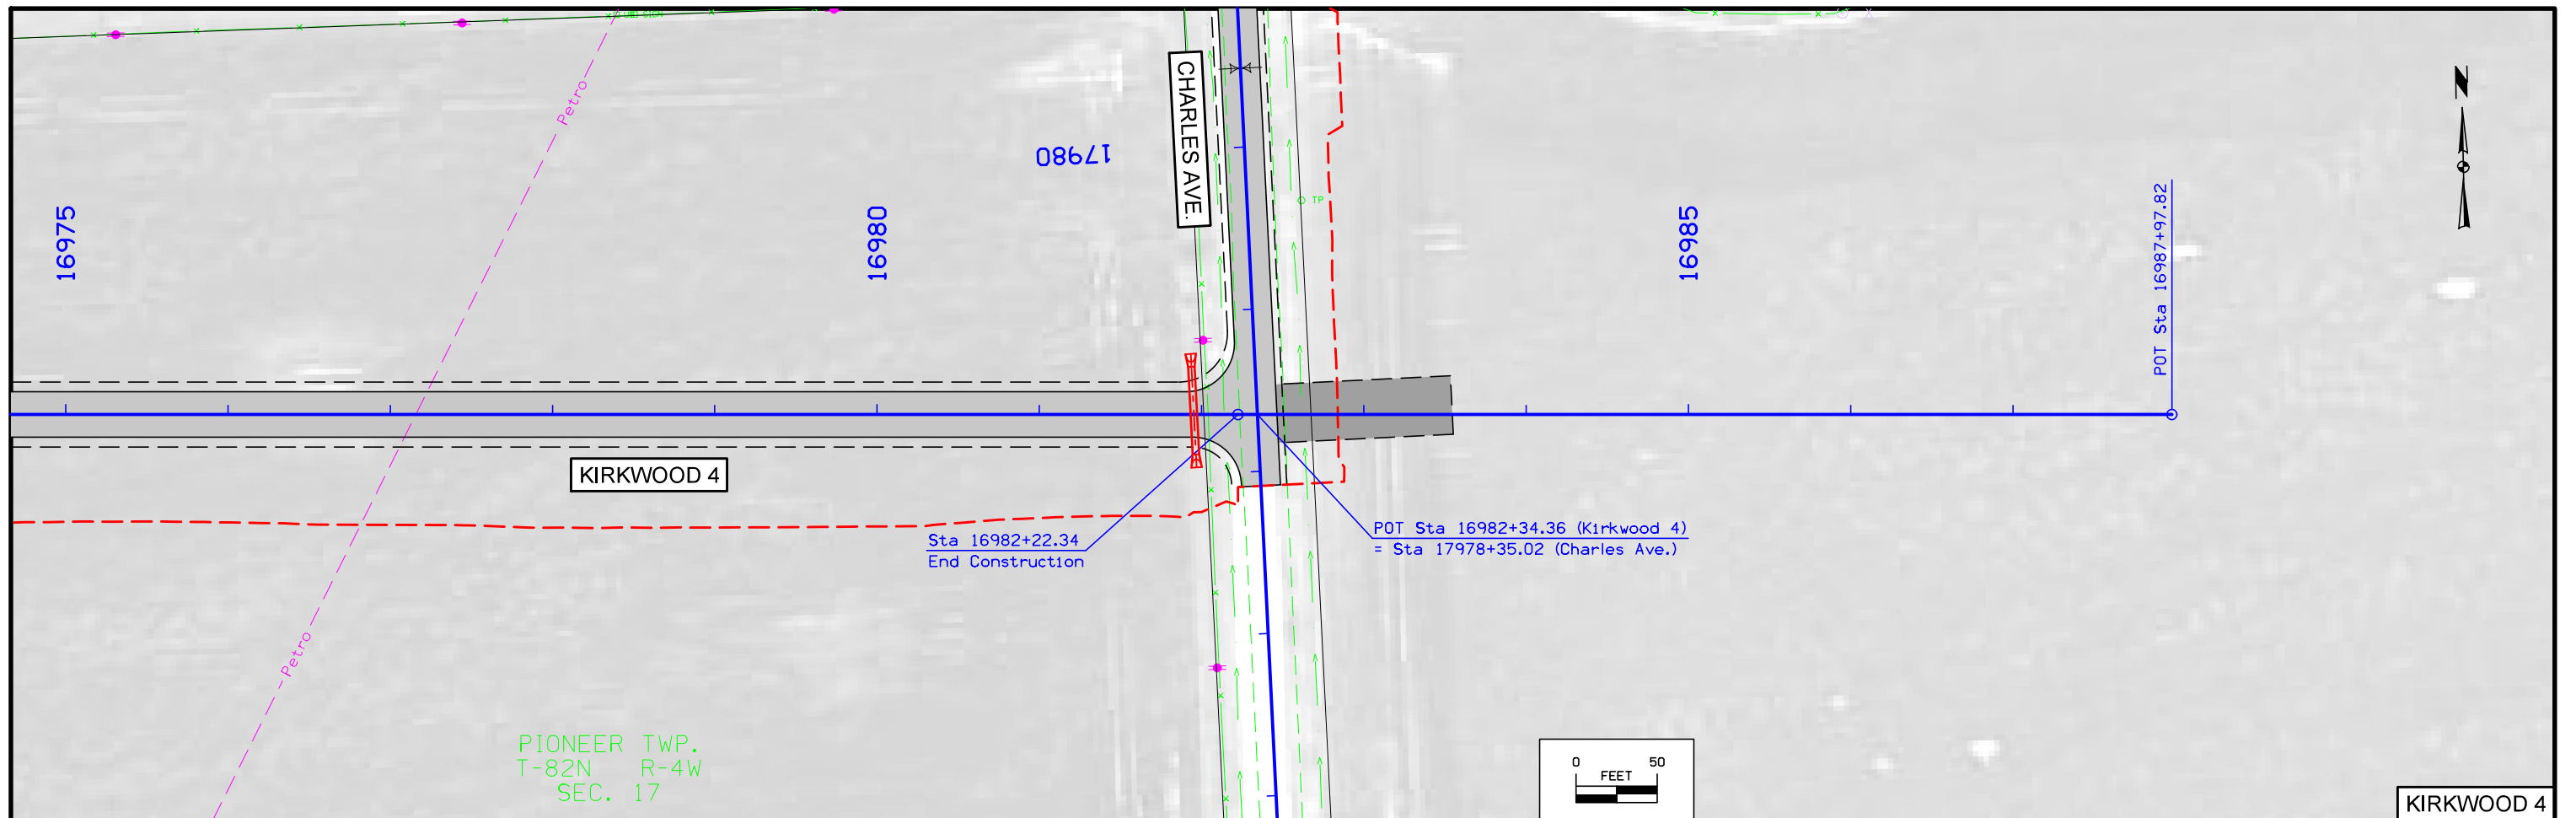 UED SIGN
N
Petro
CHARLES AVE.
17980
16975
16980
16985
TP
POT Sta 16987+97.82
KIRKWOOD 4
Sta 16982+22.34
End Construction
POT Sta 16982+34.36 (Kirkwood 4)
= Sta 17978+35.02 (Charles Ave.)
Petro
PIONEER TWP.
T-82N R-4W
SEC. 17
0 50
FEET
KIRKWOOD 4